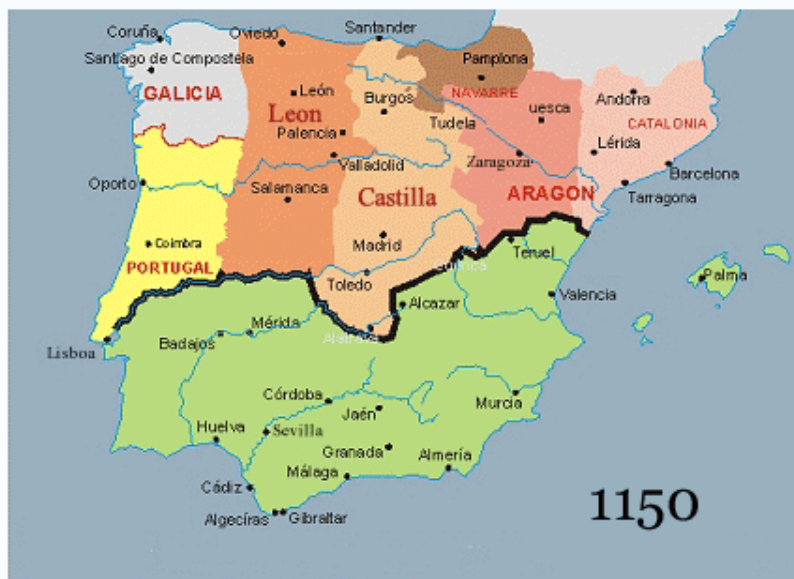 Coruña
Oviedo
Santander
Santiago de Compostela
Pamplona
GALICIA
León
NAVARRE
Andorra
Leon
Burgos
uesca
CATALONIA
Palencia
Tudela
Lérida
Valladolid
Zaragoza
Barcelona
Oporto
Salamanca
Castilla
ARAGON
Tarragona
Coimbra
Madrid
Teruel
PORTUGAL
Toledo
Palma
Alcazar
Valencia
Lisboa
Badajos
Mérida
Córdoba
Jaén
Murcia
Huelva
Sevilla
Granada
Almería
Málaga
Cádiz
Algecíras
Gibraltar
1150